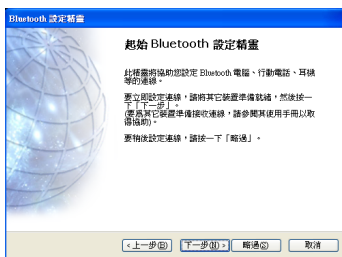 Bluetooth 設定精靈
起始 Bluetooth 設定精靈
此精靈將協助您設定 Bluetooth 電腦、行動電話、耳機
等的連線。
要立即設定連線，請將其它裝置準備就緒，然後按一
下「下一步」。
(要為其它裝置準備接收連線，請參閱其使用手冊以取
得協助)。
要稍後設定連線，請按一下「略過」。
<上一步(B) 下一步(N)> 略過(S) 取消